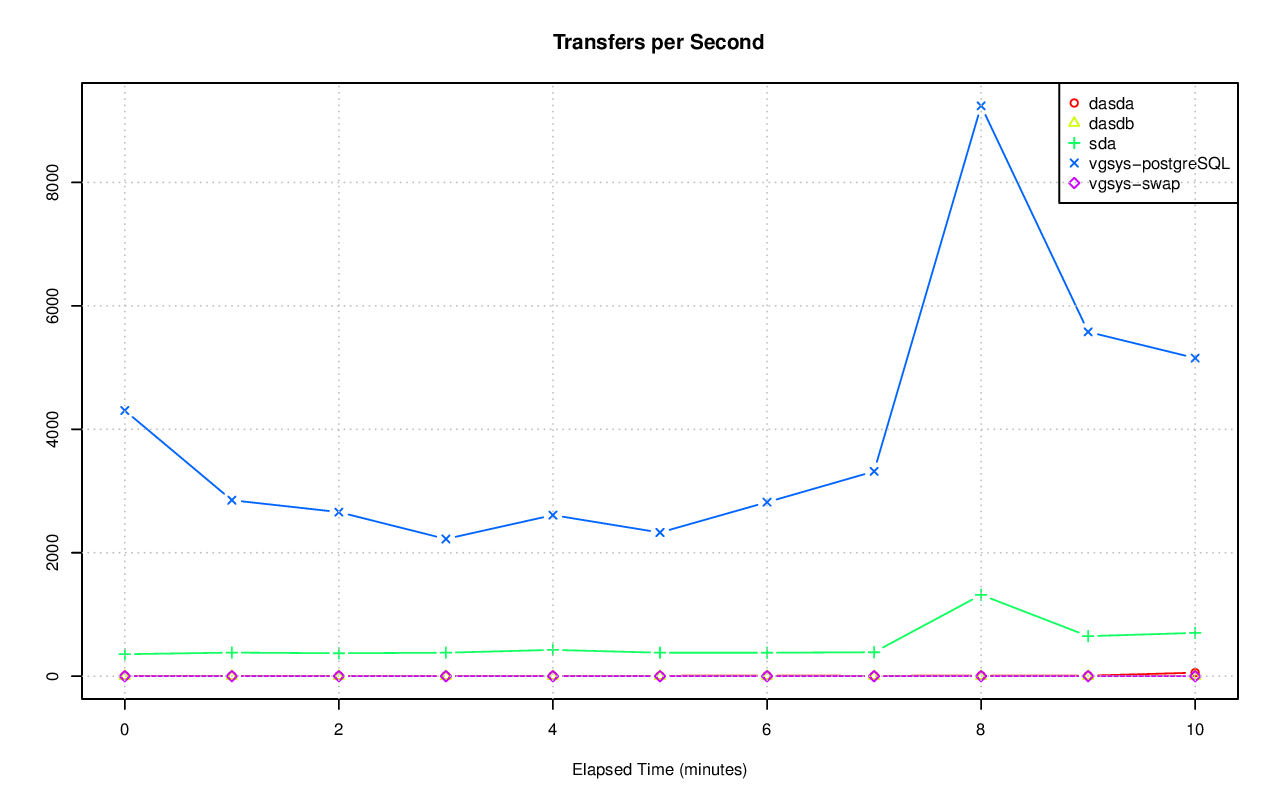 Transfers per Second
dasda
dasdb
sda
vgsys−postgreSQL
vgsys−swap
8000
6000
4000
2000
0
0 2 4 6 8 10
Elapsed Time (minutes)